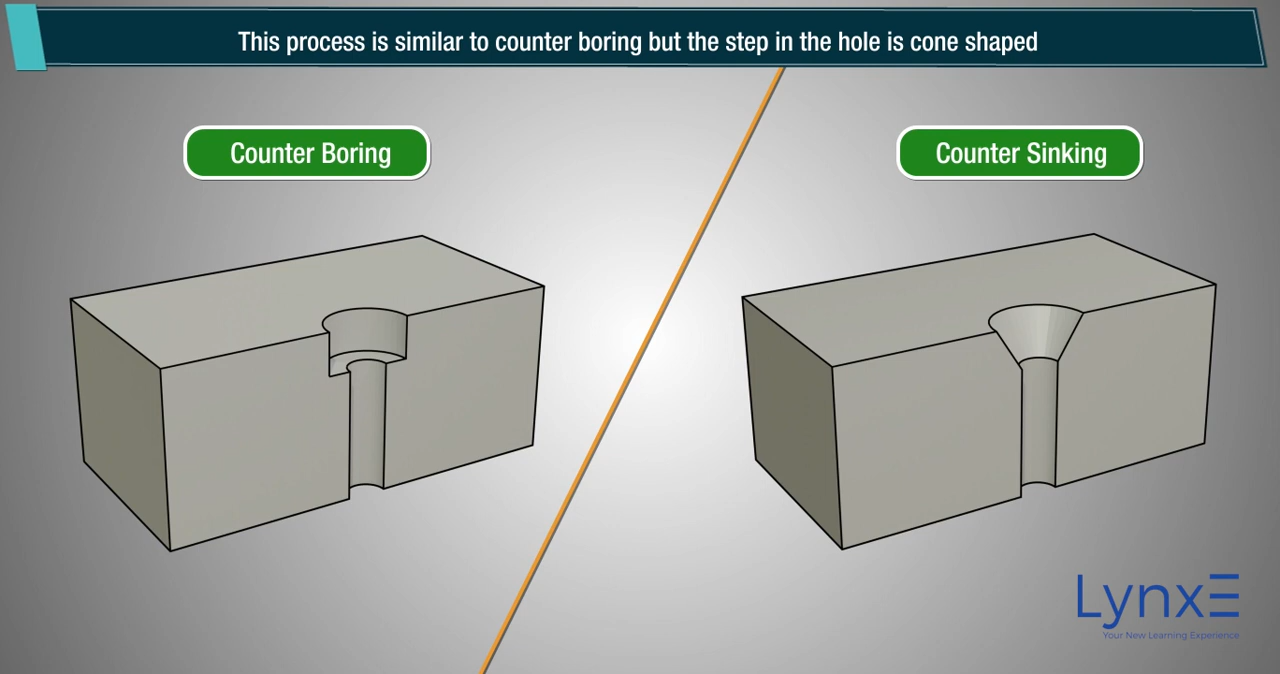 This process is similar to counter boring but the step in the hole is cone shaped
Counter Boring
Counter Sinking
LynxE
Your New Learning Experience